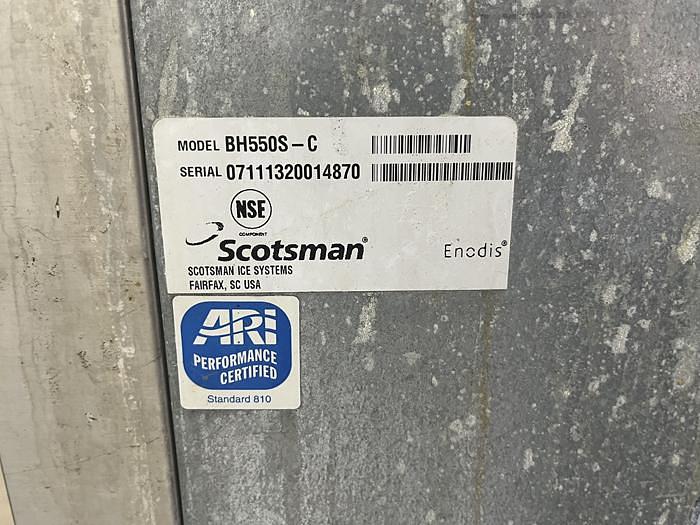 MODEL BH550S-C
SERIAL 07111320014870
NSF
COMPONENT
Scotsman®
Enodis®
SCOTSMAN ICE SYSTEMS
FAIRFAX, SC USA
ARI
PERFORMANCE
CERTIFIED
Standard 810